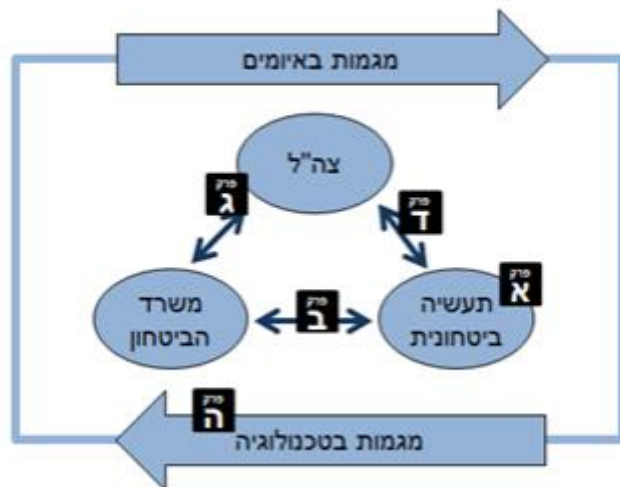 מגמות באיומים
צה"ל
פרק
ג
פרק
ד
פרק
א
תעשיה
ביטחונית
פרק
ב
משרד
הביטחון
פרק
ה
מגמות בטכנולוגיה